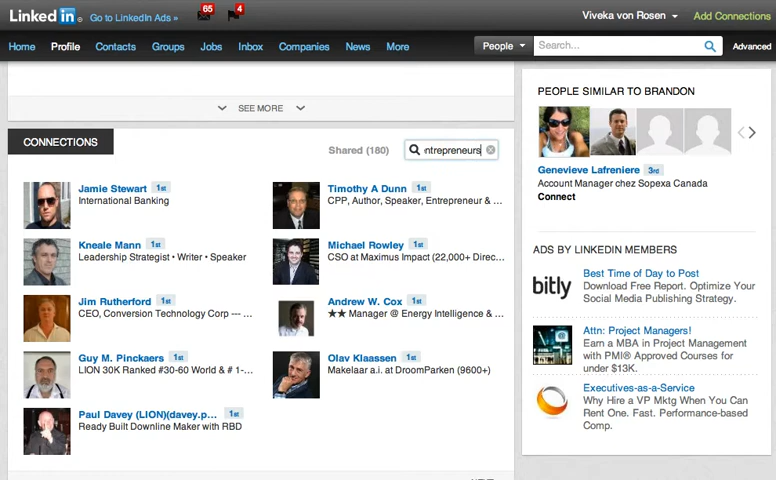 Linked in
Go to LinkedIn Ads »
65
4
Viveka von Rosen
Add Connections
Home
Profile
Contacts
Groups
Jobs
Inbox
Companies
News
More
People
Search...
Advanced
SEE MORE
CONNECTIONS
Shared (180)
ntrepreneurs
Jamie Stewart 1st
International Banking
Timothy A Dunn 1st
CPP, Author, Speaker, Entrepreneur & ...
Kneale Mann 1st
Leadership Strategist • Writer • Speaker
Michael Rowley 1st
CSO at Maximus Impact (22,000+ Direc...
Jim Rutherford 1st
CEO, Conversion Technology Corp --- ...
Andrew W. Cox 1st
★★ Manager @ Energy Intelligence & ...
Guy M. Pinckaers 1st
LION 30K Ranked #30-60 World & # 1-...
Olav Klaassen 1st
Makelaar a.i. at DroomParken (9600+)
Paul Davey (LION)(davey.p... 1st
Ready Built Downline Maker with RBD
PEOPLE SIMILAR TO BRANDON
Genevieve Lafreniere 3rd
Account Manager chez Sopexa Canada
Connect
ADS BY LINKEDIN MEMBERS
bitly
Best Time of Day to Post
Download Free Report. Optimize Your
Social Media Publishing Strategy.
Attn: Project Managers!
Earn a MBA in Project Management
with PMI® Approved Courses for
under $13K.
Executives-as-a-Service
Why Hire a VP Mktg When You Can
Rent One. Fast. Performance-based
Comp.